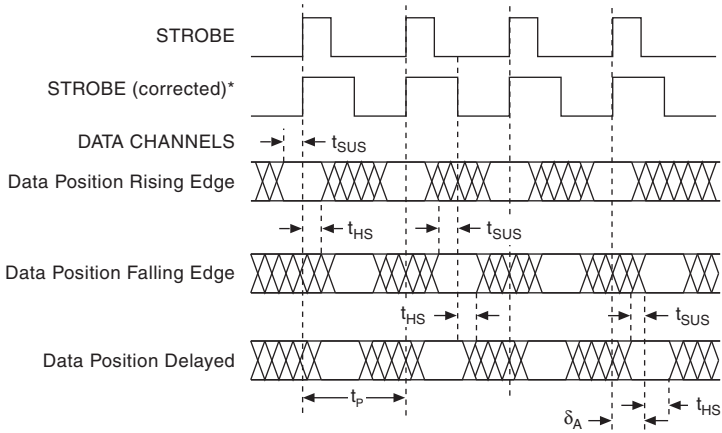 STROBE
STROBE (corrected)*
DATA CHANNELS
tSUS
Data Position Rising Edge
tHS
tSUS
Data Position Falling Edge
tHS
tSUS
Data Position Delayed
tP
δA
tHS